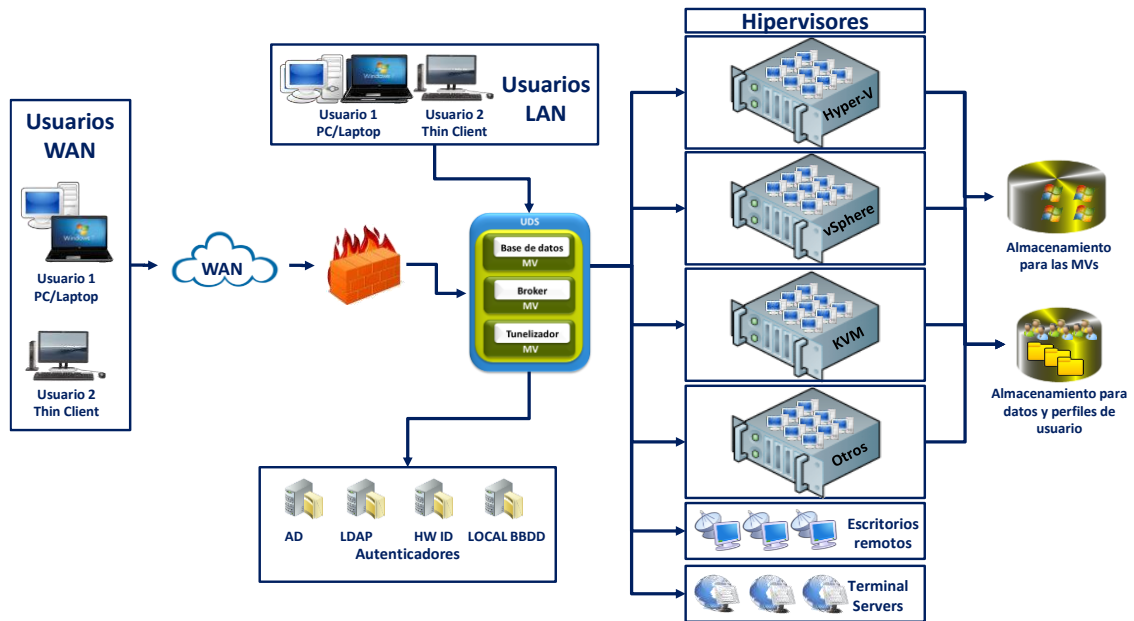 Usuarios
WAN
Usuario 1
PC/Laptop
Usuario 2
Thin Client
WAN
Usuario 1
PC/Laptop
Usuario 2
Thin Client
Usuarios
LAN
UDS
Base de datos
MV
Broker
MV
Tunelizador
MV
AD
LDAP
HW ID
LOCAL BBDD
Autenticadores
Hipervisores
Hyper-V
vSphere
KVM
Otros
Escritorios
remotos
Terminal
Servers
Almacenamiento
para las MVs
Almacenamiento para
datos y perfiles de
usuario